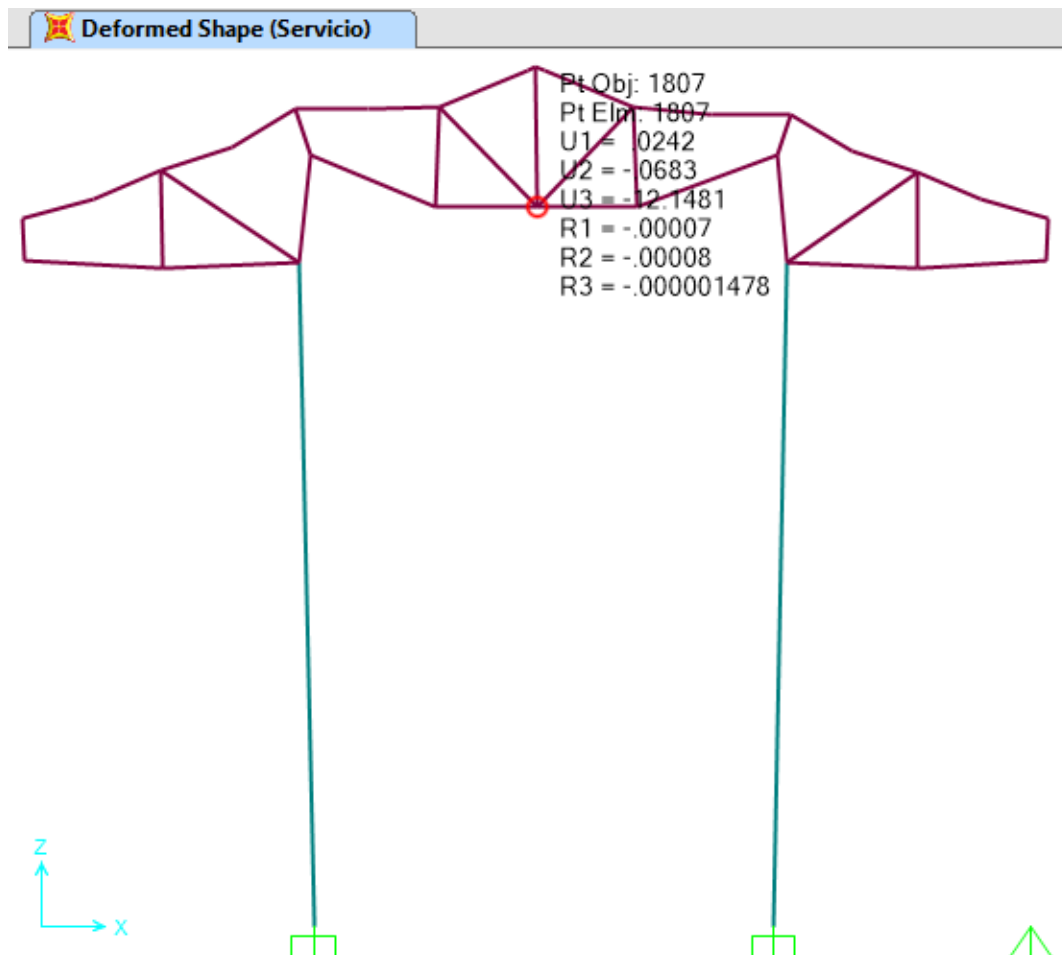 Deformed Shape (Servicio)
Pt Obj: 1807
Pt Elm: 1807
U1 = .0242
U2 = -.0683
U3 = -12.1481
R1 = -.00007
R2 = -.00008
R3 = -.000001478
Z
X